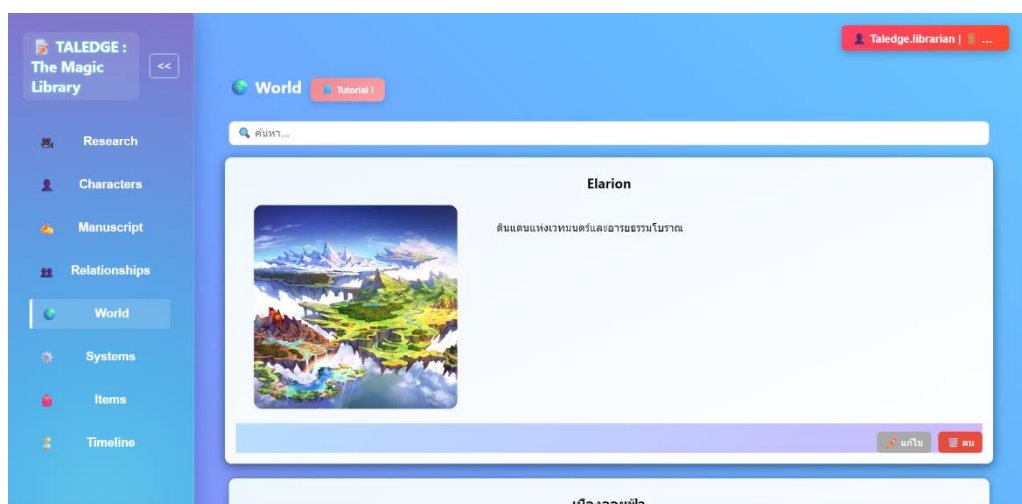 TALEDGE :
The Magic
Library
<<
Research
Characters
Manuscript
Relationships
World
Systems
Items
Timeline
Taledge.librarian | ...
World
Tutorial !
ค้นหา...
Elarion
ดินแดนแห่งเวทมนตร์และอารยธรรมโบราณ
แก้ไข
ลบ